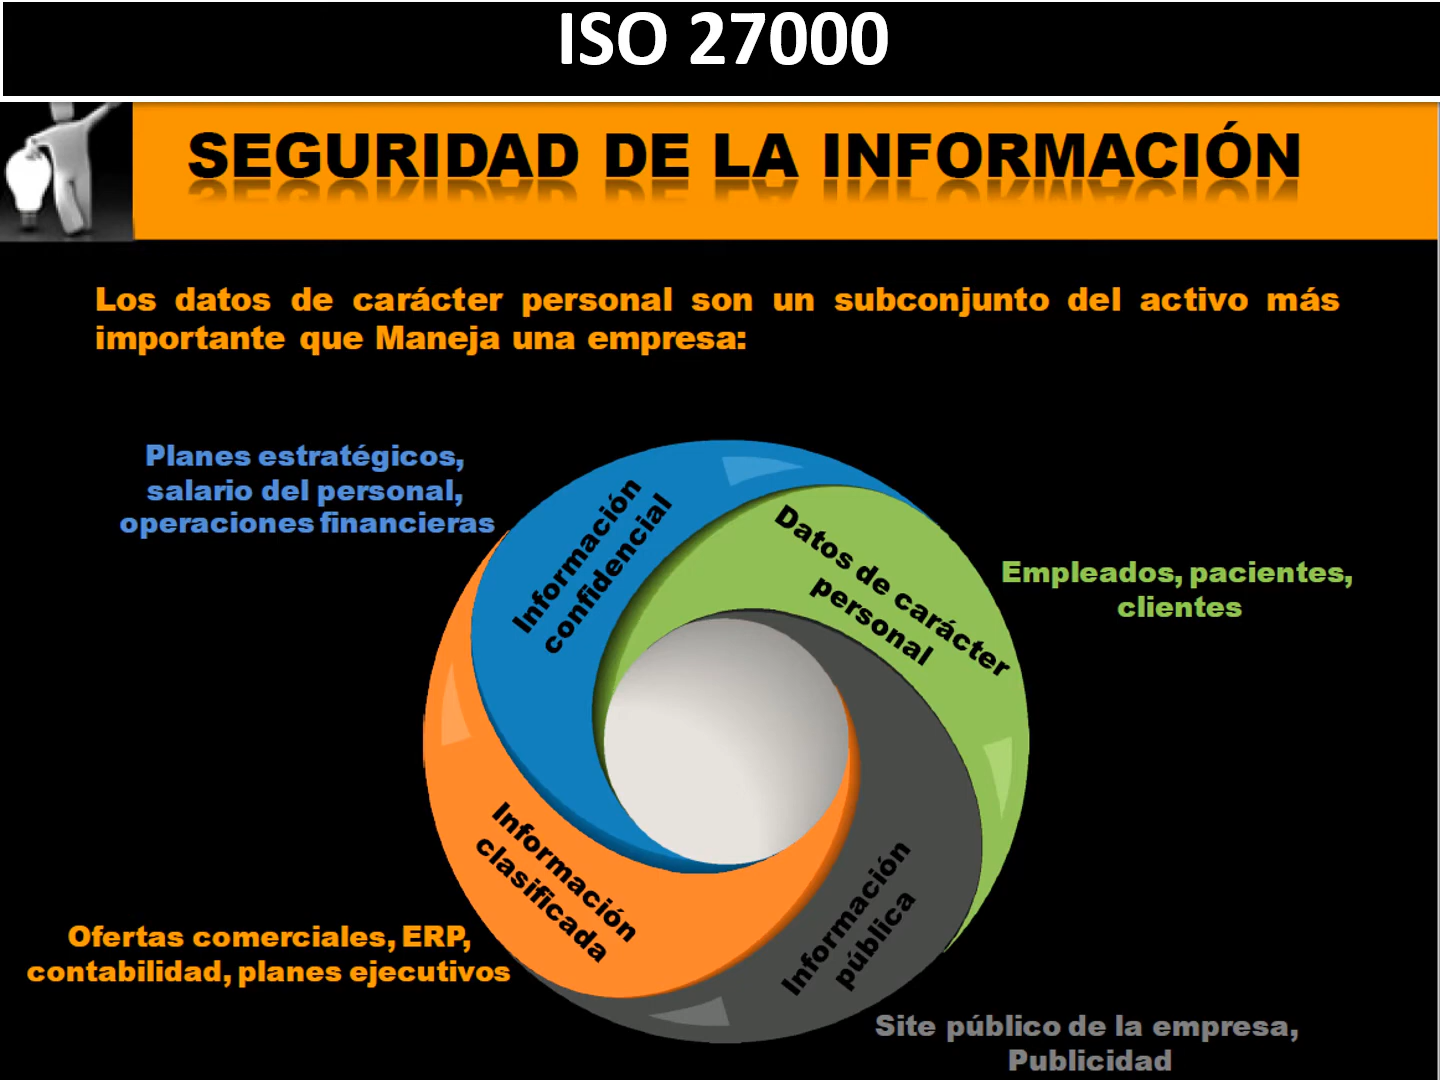 ISO 27000
SEGURIDAD DE LA INFORMACIÓN
Los datos de carácter personal son un subconjunto del activo más
importante que Maneja una empresa:
Planes estratégicos,
salario del personal,
operaciones financieras
Información
confidencial
Datos de carácter
personal
Empleados, pacientes,
clientes
Información
clasificada
Ofertas comerciales, ERP,
contabilidad, planes ejecutivos
Información
pública
Site público de la empresa,
Publicidad